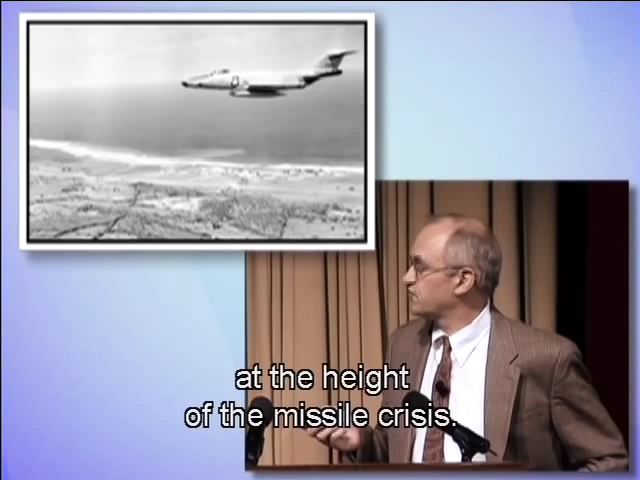 at the height
of the missile crisis.